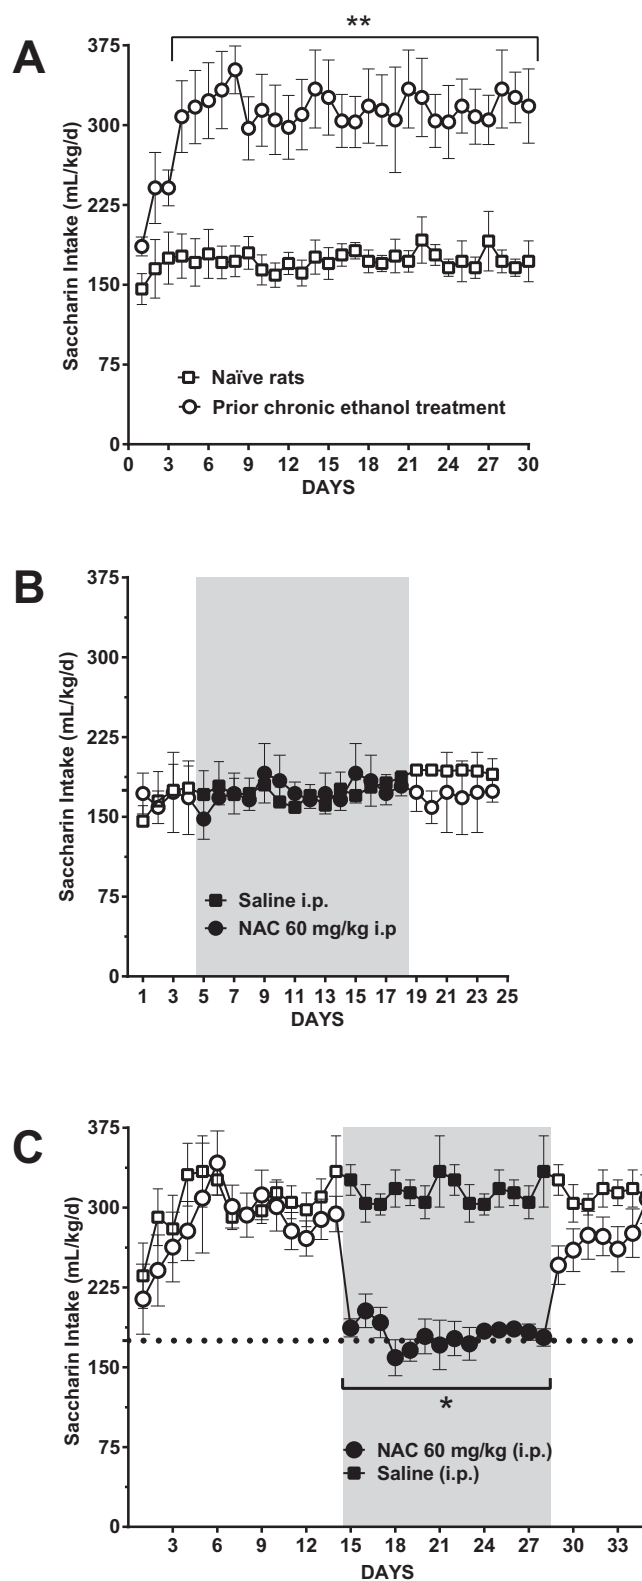 A
**
Saccharin Intake (mL/kg/d)
375
300
225
150
75
0
Naïve rats
Prior chronic ethanol treatment
0 3 6 9 12 15 18 21 24 27 30
DAYS
B
Saccharin Intake (mL/kg/d)
375
300
225
150
75
0
Saline i.p.
NAC 60 mg/kg i.p
1 3 5 7 9 11 13 15 17 19 21 23 25
DAYS
C
Saccharin Intake (mL/kg/d)
375
300
225
150
75
0
*
NAC 60 mg/kg (i.p.)
Saline (i.p.)
3 6 9 12 15 18 21 24 27 30 33
DAYS